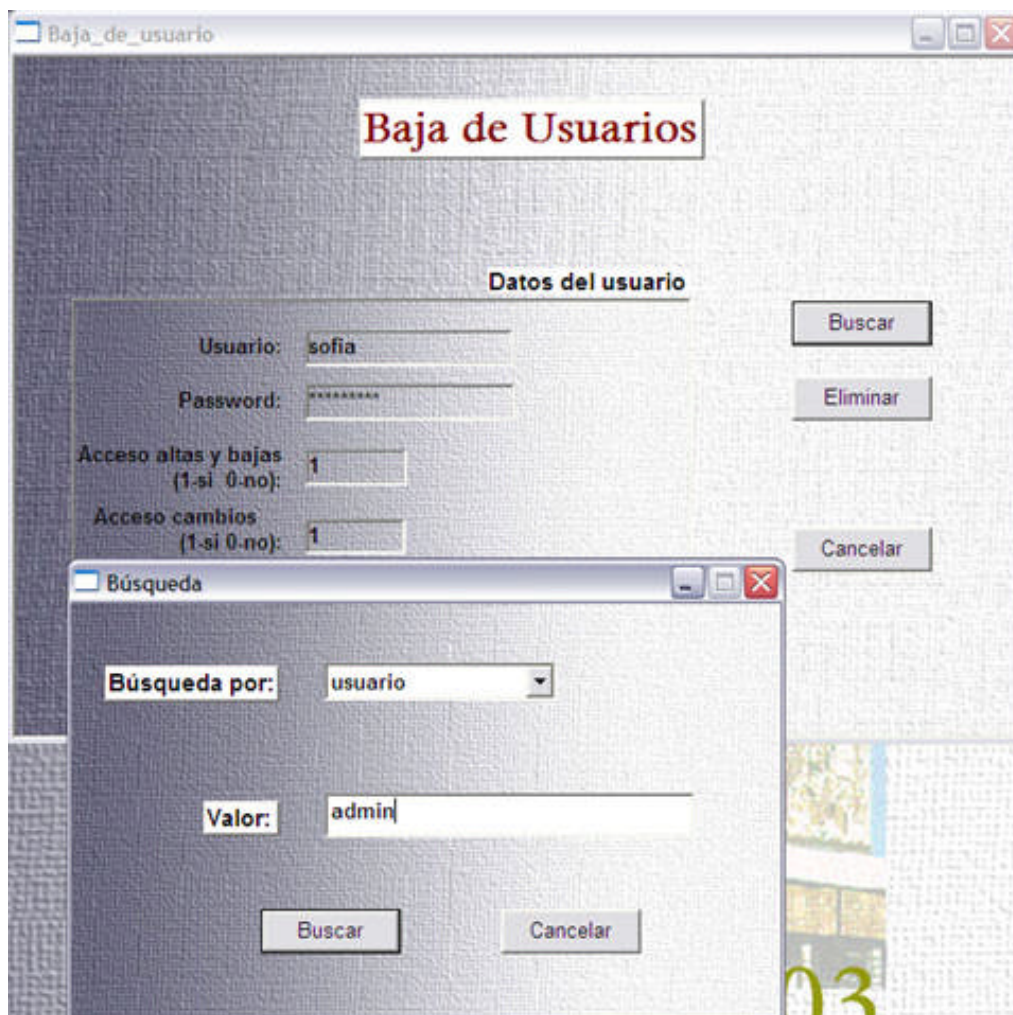 Baja_de_usuario
Baja de Usuarios
Datos del usuario
Usuario: sofia
Buscar
Password: *********
Eliminar
Acceso altas y bajas
(1-si 0-no): 1
Acceso cambios
(1-si 0-no): 1
Cancelar
Búsqueda
Búsqueda por: usuario
Valor: admin
Buscar Cancelar
03